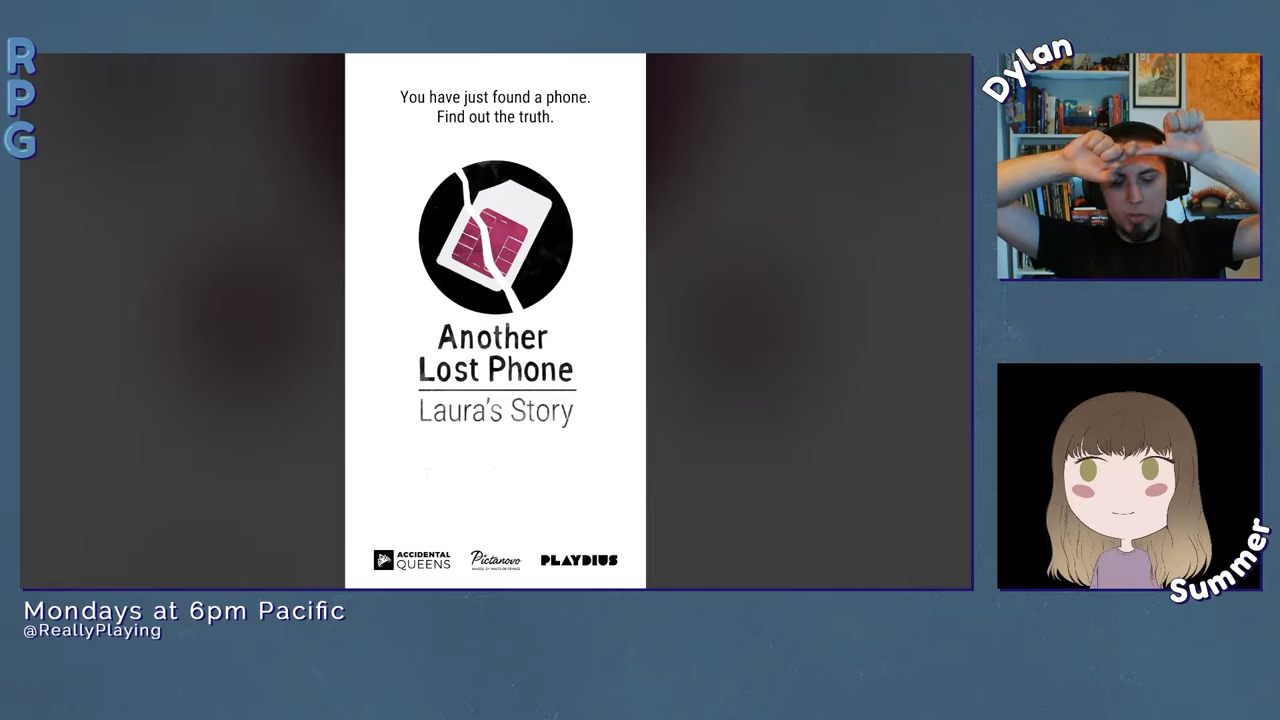 RPG
You have just found a phone.
Find out the truth.
Another
Lost Phone
Laura's Story
ACCIDENTAL
QUEENS
Pictanovo
PLAYDIUS
Dylan
Summer
Mondays at 6pm Pacific
@ReallyPlaying